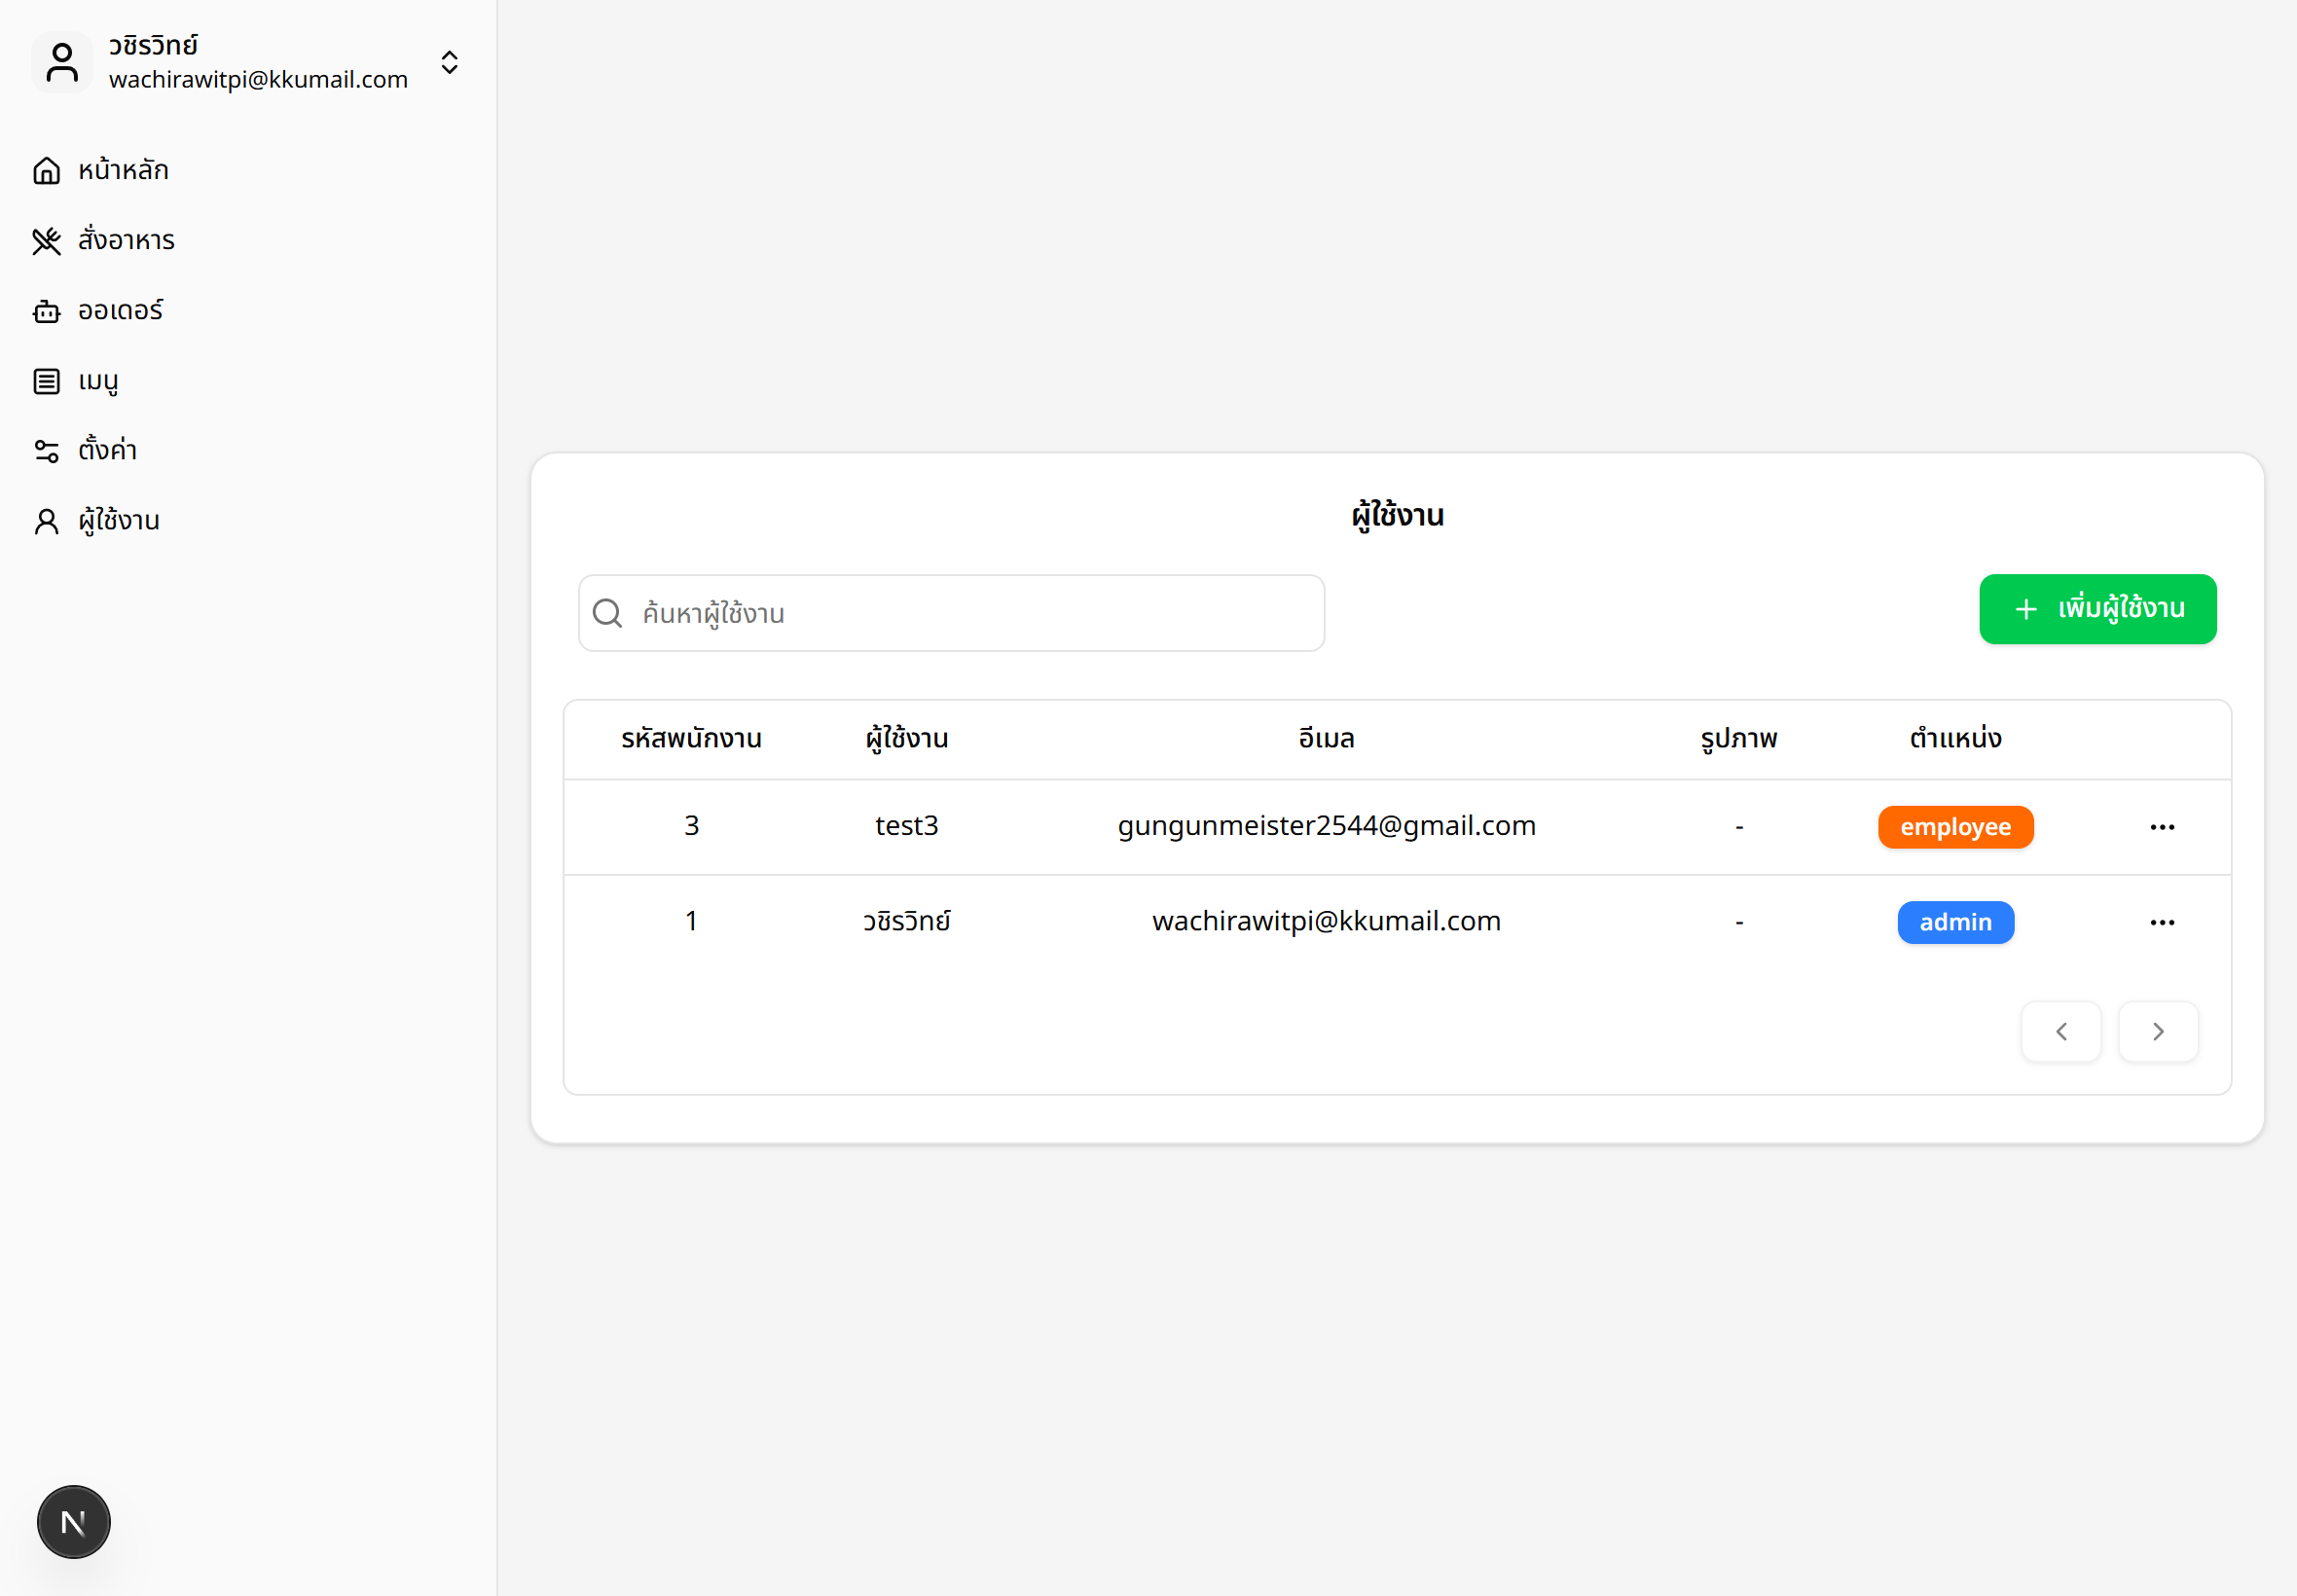 วชิรวิทย์
wachirawitpi@kkumail.com
หน้าหลัก
สั่งอาหาร
ออเดอร์
เมนู
ตั้งค่า
ผู้ใช้งาน
ผู้ใช้งาน
ค้นหาผู้ใช้งาน
เพิ่มผู้ใช้งาน
รหัสพนักงาน ผู้ใช้งาน อีเมล รูปภาพ ตำแหน่ง
3 test3 gungunmeister2544@gmail.com - employee
1 วชิรวิทย์ wachirawitpi@kkumail.com - admin
N